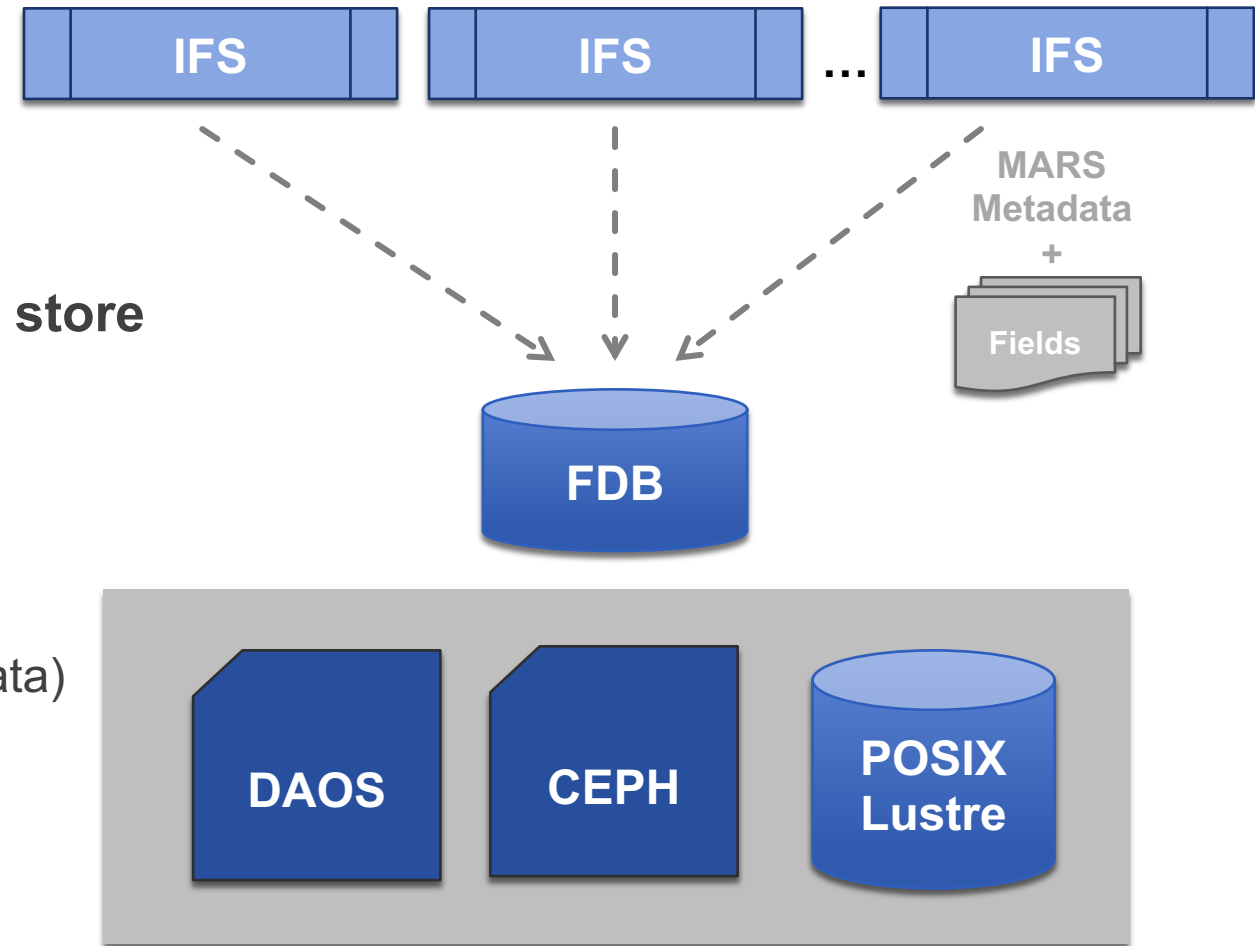 IFS
IFS
...
IFS
MARS
Metadata
+
Fields
store
FDB
ata)
DAOS
CEPH
POSIX
Lustre